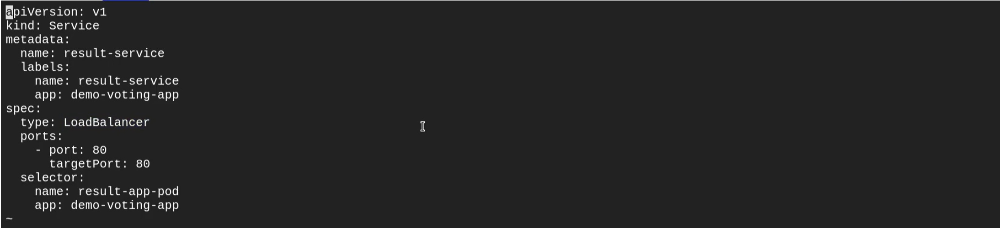 apiVersion: v1
kind: Service
metadata:
  name: result-service
  labels:
    name: result-service
    app: demo-voting-app
spec:
  type: LoadBalancer
  ports:
    - port: 80
      targetPort: 80
  selector:
    name: result-app-pod
    app: demo-voting-app
~